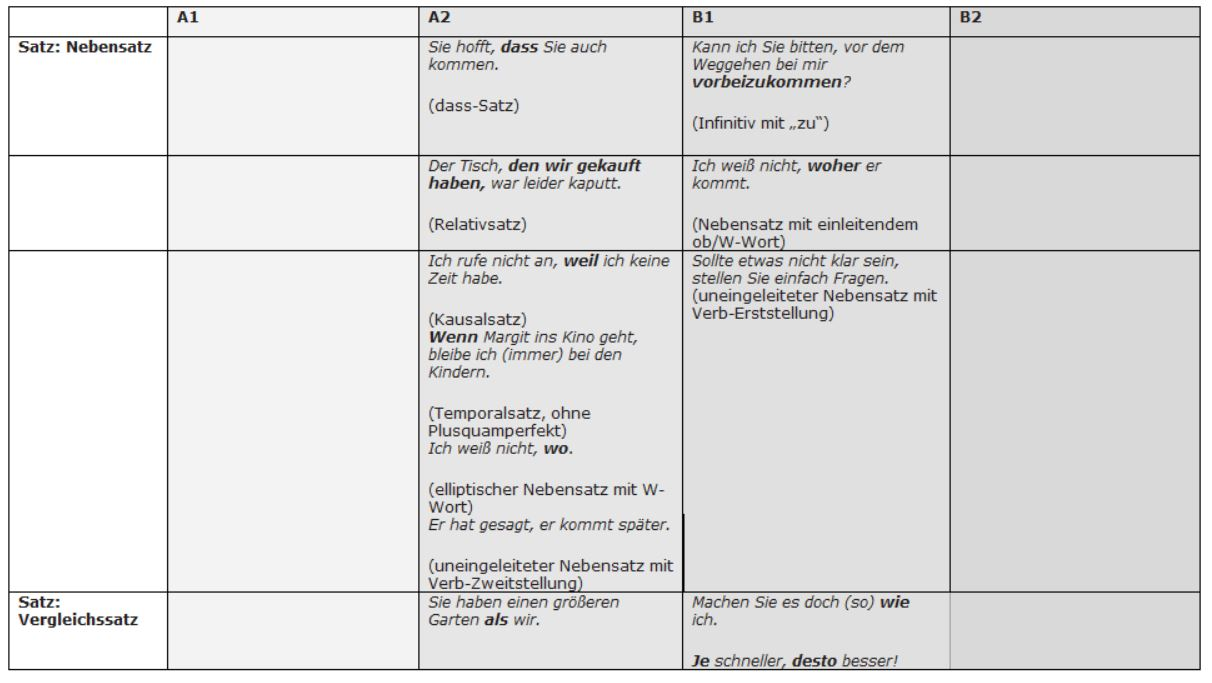 A1
A2
B1
B2
Satz: Nebensatz
Sie hofft, dass Sie auch
kommen.
(dass-Satz)
Kann ich Sie bitten, vor dem
Weggehen bei mir
vorbeizukommen?
(Infinitiv mit „zu“)
Der Tisch, den wir gekauft
haben, war leider kaputt.
(Relativsatz)
Ich weiß nicht, woher er
kommt.
(Nebensatz mit einleitendem
ob/W-Wort)
Ich rufe nicht an, weil ich keine
Zeit habe.
(Kausalsatz)
Wenn Margit ins Kino geht,
bleibe ich (immer) bei den
Kindern.
(Temporalsatz, ohne
Plusquamperfekt)
Ich weiß nicht, wo.
(elliptischer Nebensatz mit W-
Wort)
Er hat gesagt, er kommt später.
(uneingeleiteter Nebensatz mit
Verb-Zweitstellung)
Sollte etwas nicht klar sein,
stellen Sie einfach Fragen.
(uneingeleiteter Nebensatz mit
Verb-Erststellung)
Satz:
Vergleichssatz
Sie haben einen größeren
Garten als wir.
Machen Sie es doch (so) wie
ich.
Je schneller, desto besser!